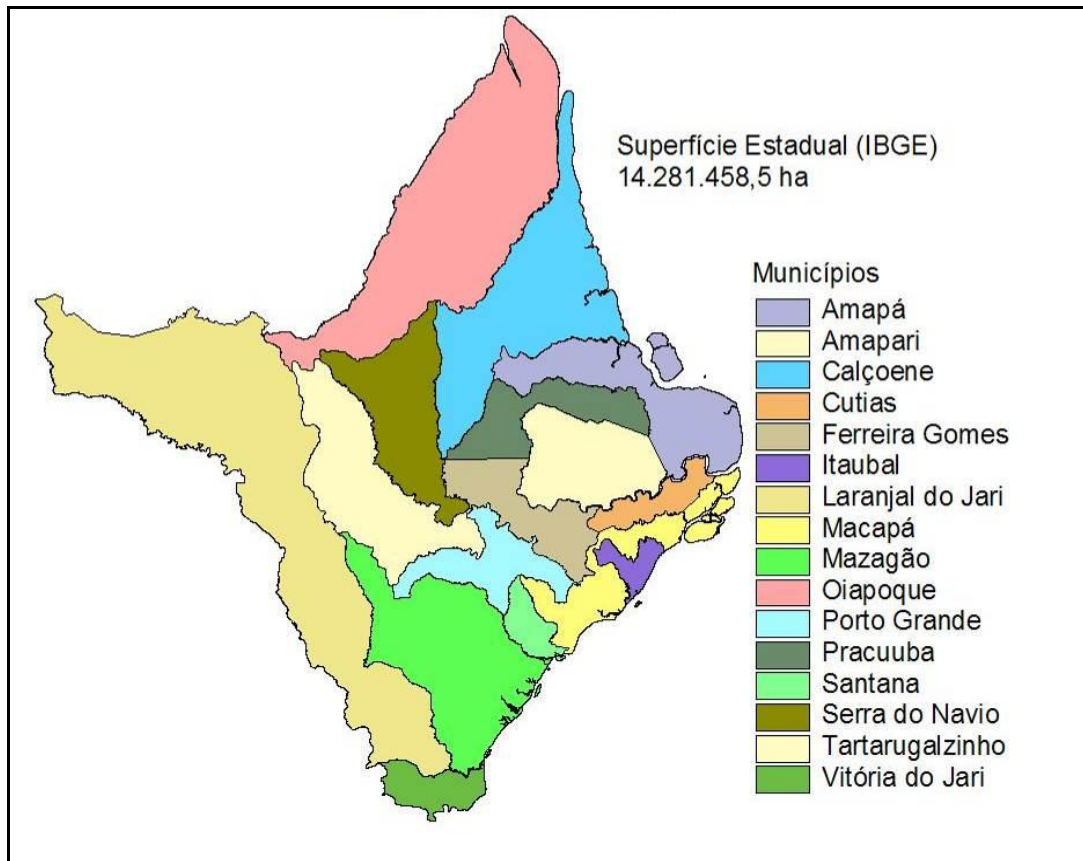 Superfície Estadual (IBGE)
14.281.458,5 ha
Municípios
Amapá
Amapari
Calçoene
Cutias
Ferreira Gomes
Itaubal
Laranjal do Jari
Macapá
Mazagão
Oiapoque
Porto Grande
Pracuuba
Santana
Serra do Navio
Tartarugalzinho
Vitória do Jari